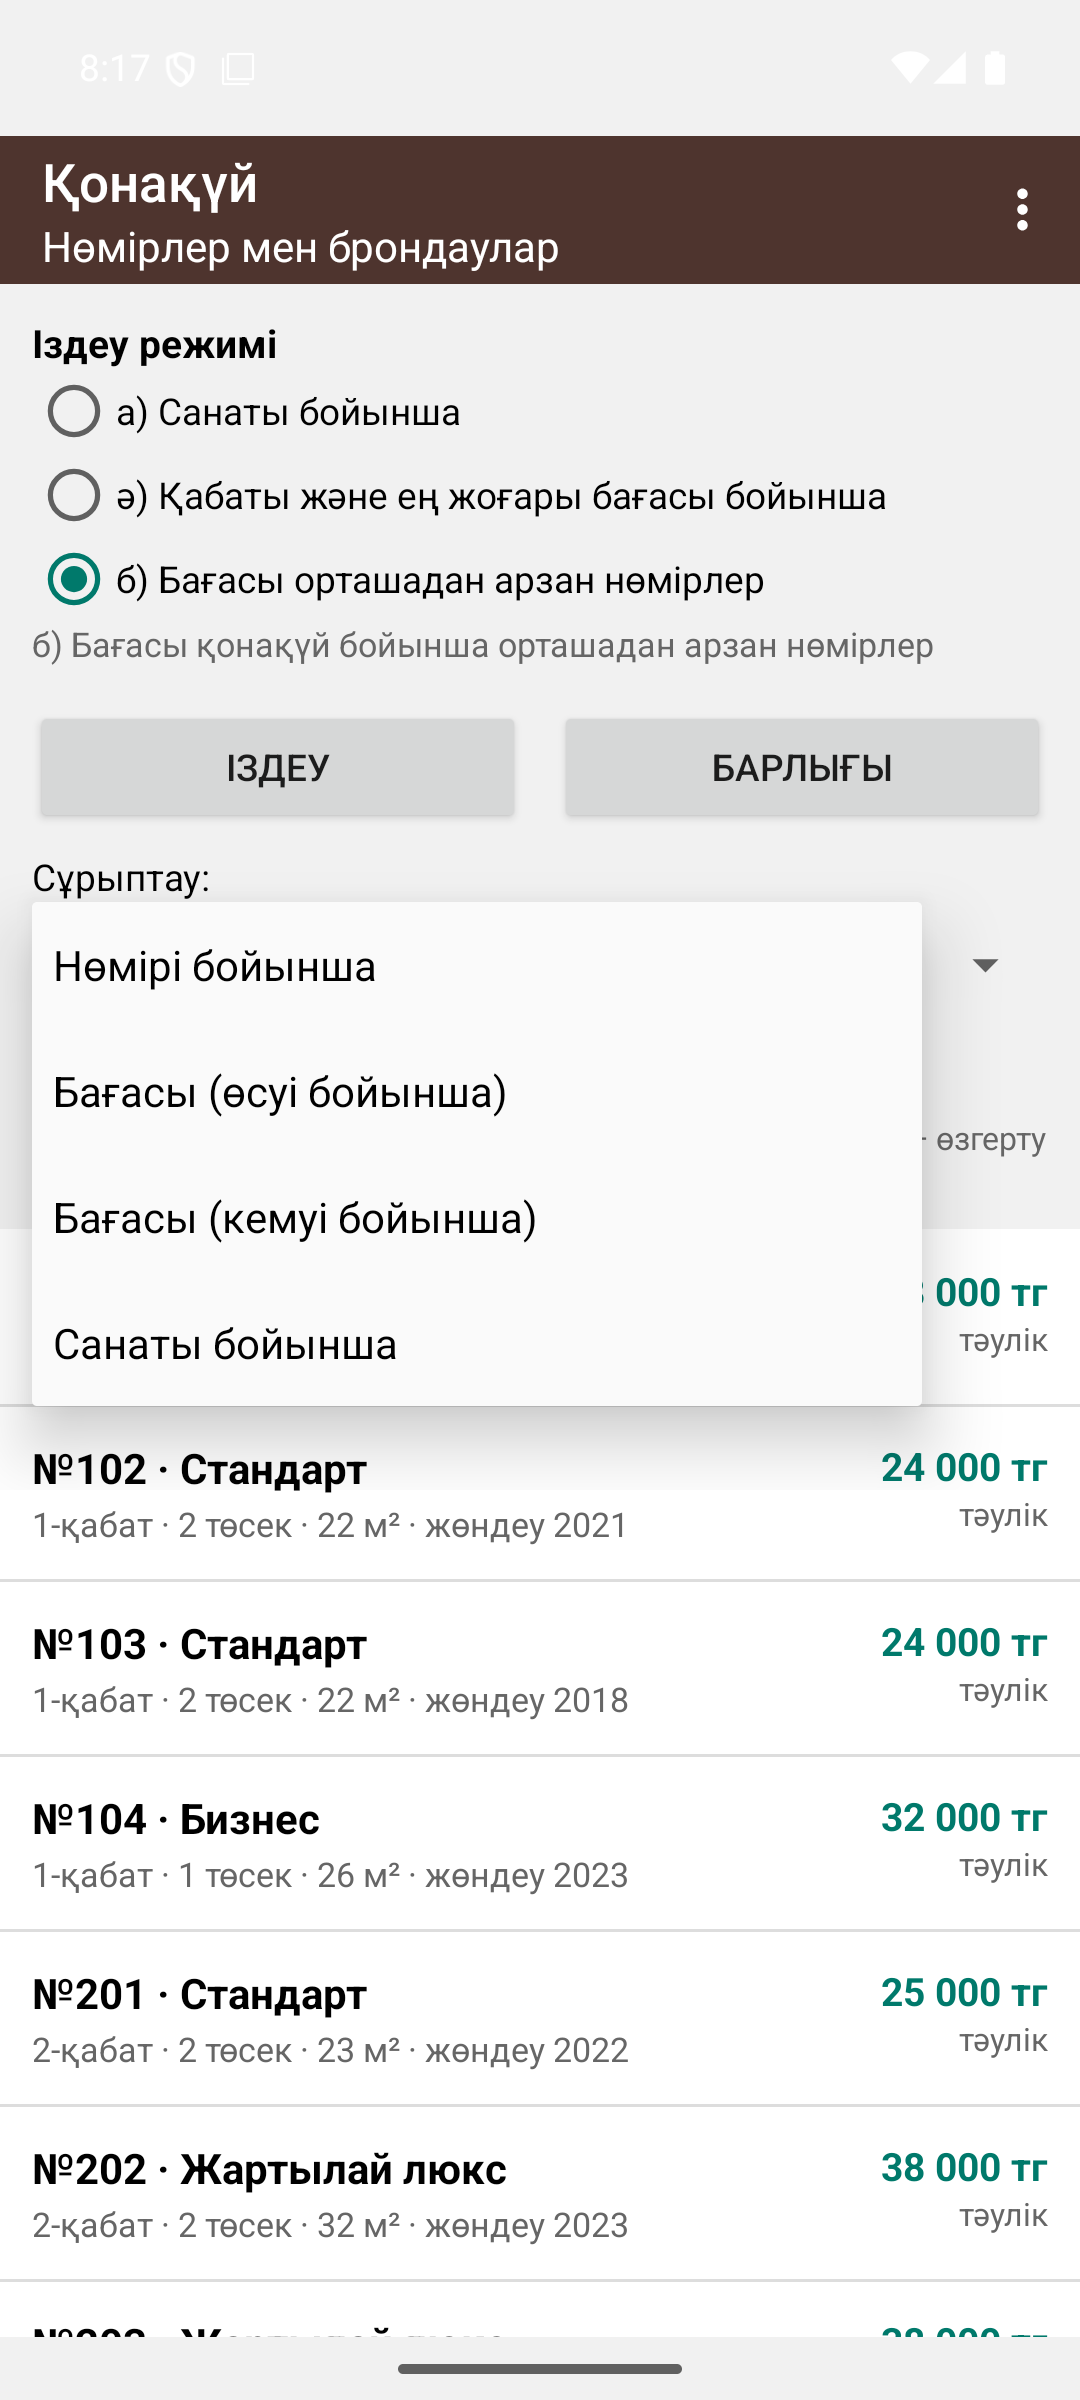 8:17
Қонақүй
Нөмірлер мен брондаулар
Іздеу режимі
а) Санаты бойынша
ә) Қабаты және ең жоғары бағасы бойынша
б) Бағасы орташадан арзан нөмірлер
б) Бағасы қонақүй бойынша орташадан арзан нөмірлер
ІЗДЕУ
БАРЛЫҒЫ
Сұрыптау:
Нөмірі бойынша
Бағасы (өсуі бойынша)
өзгерту
Бағасы (кемуі бойынша)
000 тг
Санаты бойынша
тәулік
№102 · Стандарт
24 000 тг
1-қабат · 2 төсек · 22 м² · жөндеу 2021
тәулік
№103 · Стандарт
24 000 тг
1-қабат · 2 төсек · 22 м² · жөндеу 2018
тәулік
№104 · Бизнес
32 000 тг
1-қабат · 1 төсек · 26 м² · жөндеу 2023
тәулік
№201 · Стандарт
25 000 тг
2-қабат · 2 төсек · 23 м² · жөндеу 2022
тәулік
№202 · Жартылай люкс
38 000 тг
2-қабат · 2 төсек · 32 м² · жөндеу 2023
тәулік